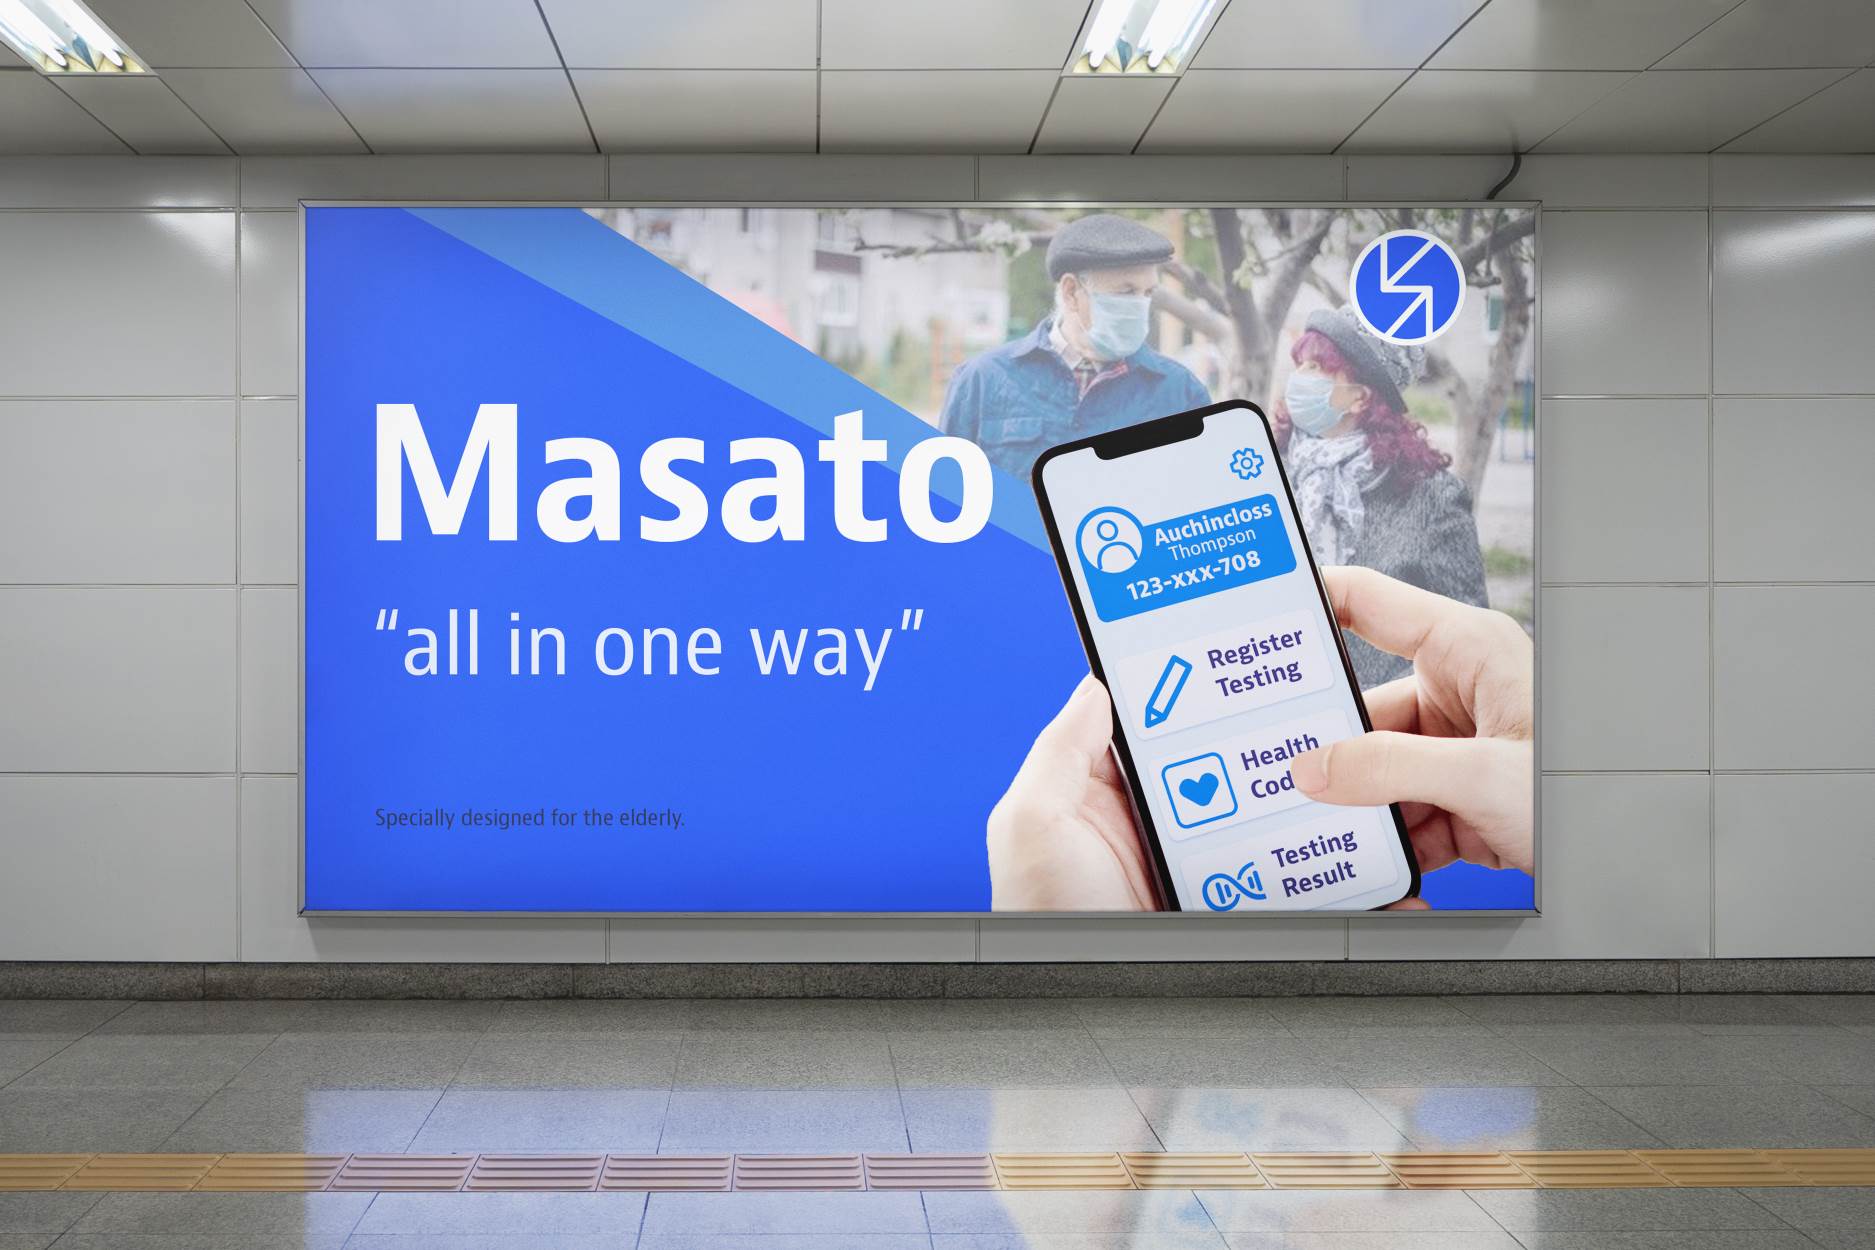 Masato
“all in one way”
Specially designed for the elderly.
Auchincloss
Thompson
123-xxx-708
Register
Testing
Health
Cod
Testing
Result